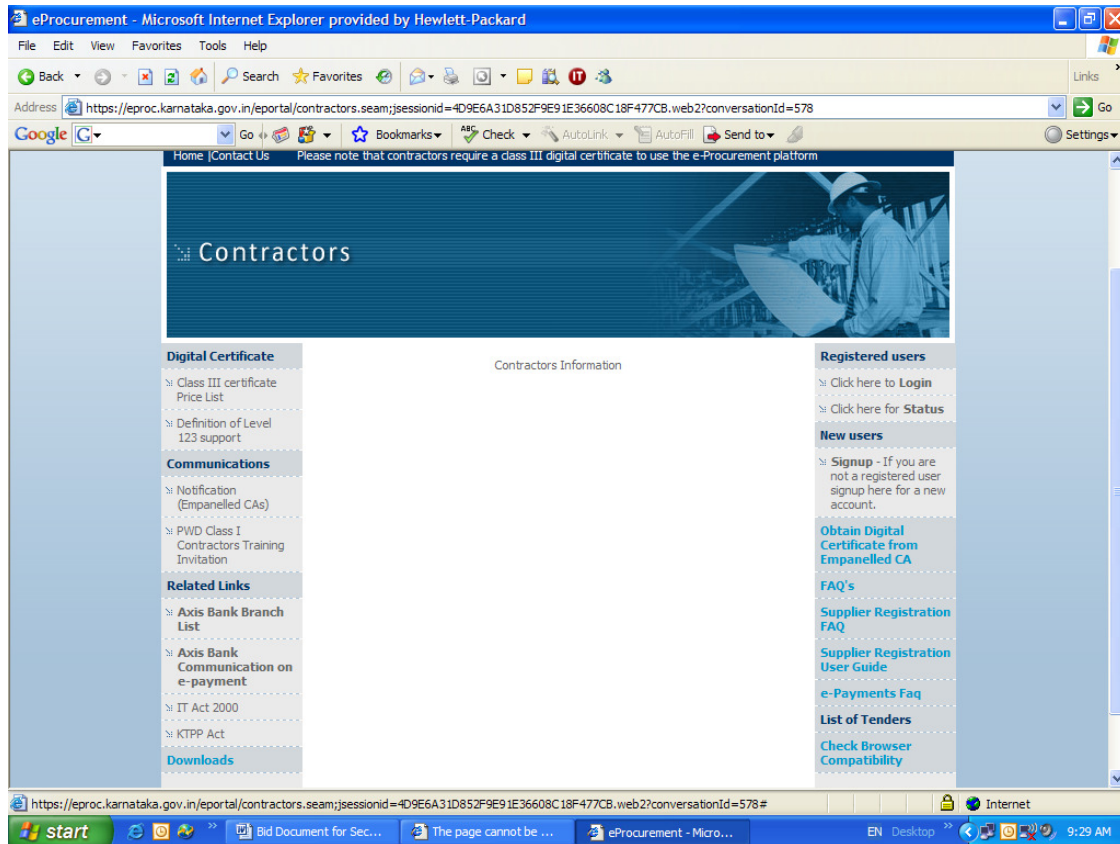 eProcurement - Microsoft Internet Explorer provided by Hewlett-Packard
File Edit View Favorites Tools Help
Back Search Favorites Links
Address https://eproc.karnataka.gov.in/eportal/contractors.seam;jsessionid=4D9E6A31D852F9E91E36608C18F477CB.web2?conversationId=578 Go
Google G Go Bookmarks ABC Check AutoLink AutoFill Send to Settings
Home |Contact Us Please note that contractors require a class III digital certificate to use the e-Procurement platform
Contractors
Digital Certificate
Class III certificate
Price List
Definition of Level
123 support
Communications
Notification
(Empanelled CAs)
PWD Class I
Contractors Training
Invitation
Related Links
Axis Bank Branch
List
Axis Bank
Communication on
e-payment
IT Act 2000
KTPP Act
Downloads
Contractors Information
Registered users
Click here to Login
Click here for Status
New users
Signup - If you are
not a registered user
signup here for a new
account.
Obtain Digital
Certificate from
Empanelled CA
FAQ's
Supplier Registration
FAQ
Supplier Registration
User Guide
e-Payments Faq
List of Tenders
Check Browser
Compatibility
https://eproc.karnataka.gov.in/eportal/contractors.seam;jsessionid=4D9E6A31D852F9E91E36608C18F477CB.web2?conversationId=578# Internet
start Bid Document for Sec... The page cannot be ... eProcurement - Micro... EN Desktop 9:29 AM